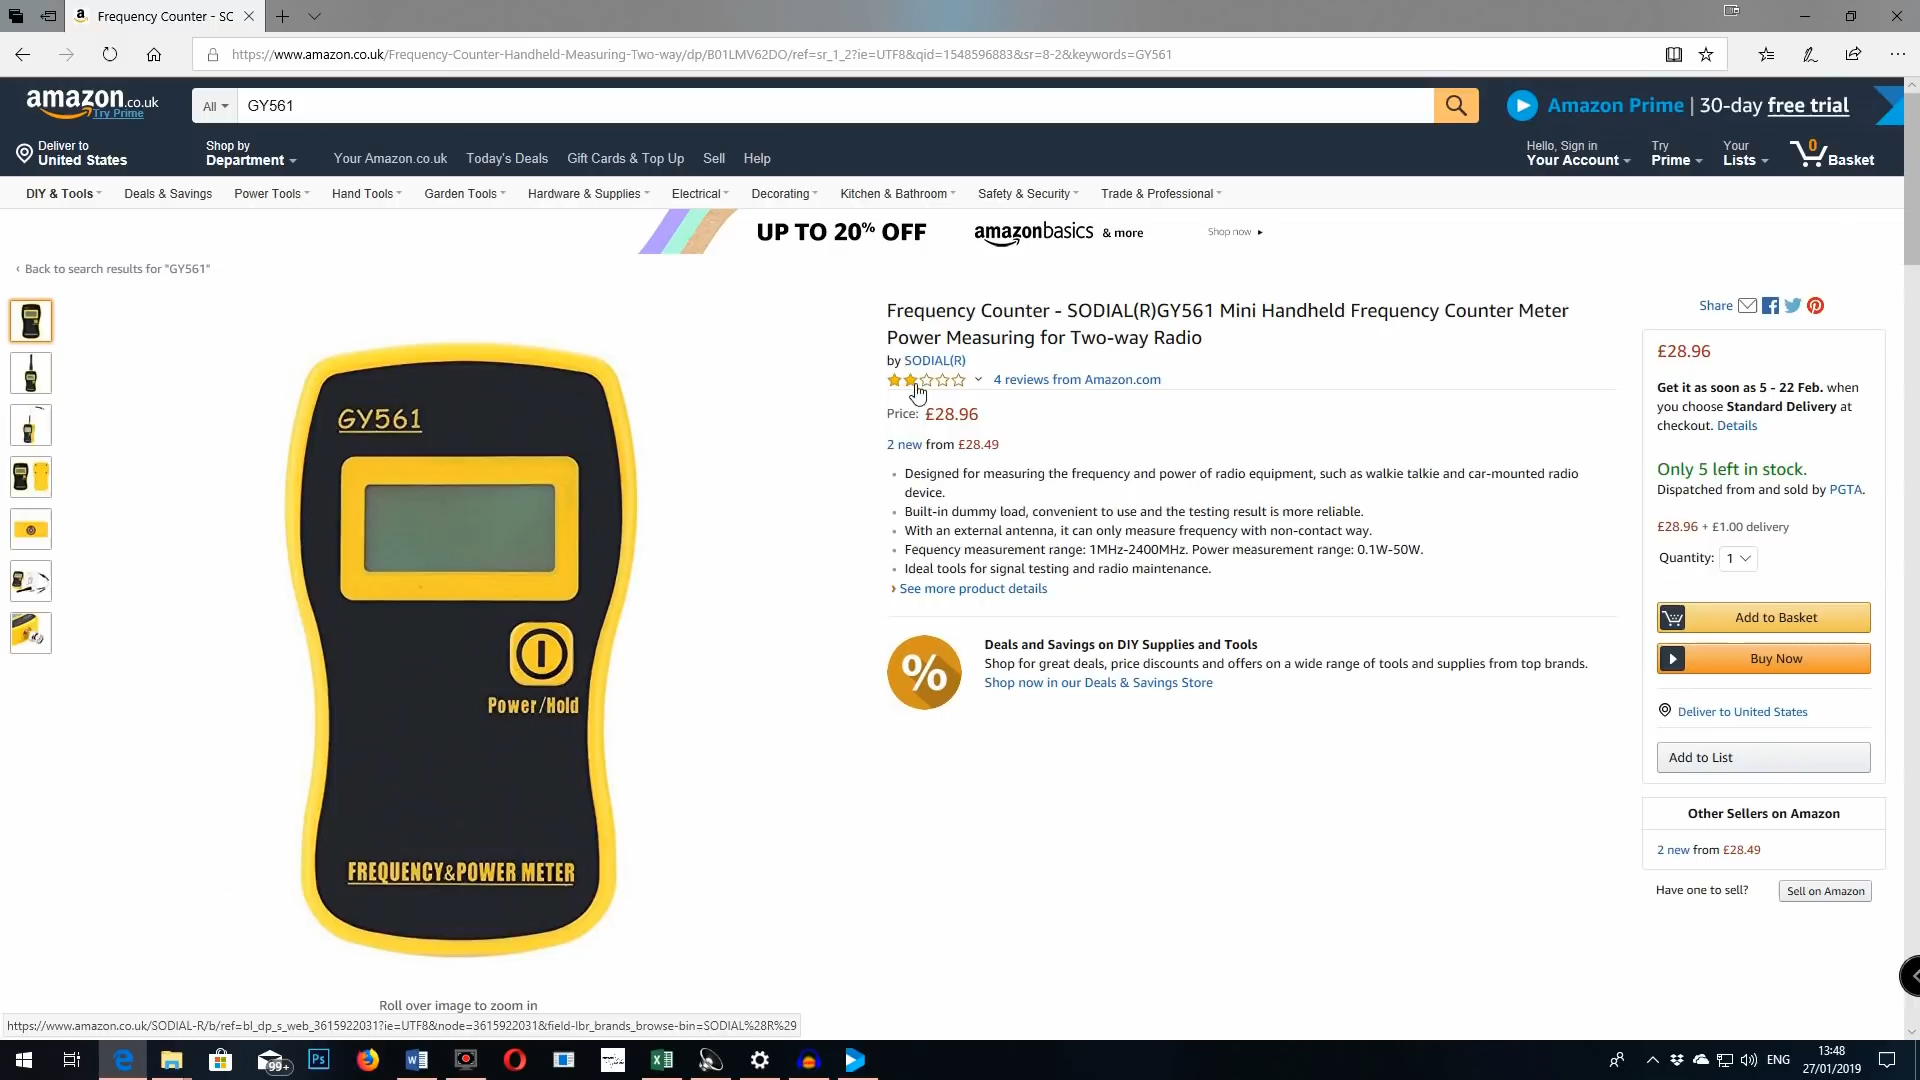 Frequency Counter - SC
https://www.amazon.co.uk/Frequency-Counter-Handheld-Measuring-Two-way/dp/B01LMV62DO/ref=sr_1_2?ie=UTF8&qid=1548596883&sr=8-2&keywords=GY561
amazon.co.uk
Try Prime
All
GY561
Amazon Prime | 30-day free trial
Deliver to
United States
Shop by
Department
Your Amazon.co.uk
Today's Deals
Gift Cards & Top Up
Sell
Help
Hello, Sign in
Your Account
Try
Prime
Your
Lists
0
Basket
DIY & Tools
Deals & Savings
Power Tools
Hand Tools
Garden Tools
Hardware & Supplies
Electrical
Decorating
Kitchen & Bathroom
Safety & Security
Trade & Professional
UP TO 20% OFF
amazonbasics & more
Shop now
‹ Back to search results for "GY561"
GY561
Power/Hold
FREQUENCY&POWER METER
Roll over image to zoom in
Frequency Counter - SODIAL(R)GY561 Mini Handheld Frequency Counter Meter
Power Measuring for Two-way Radio
by SODIAL(R)
4 reviews from Amazon.com
Price: £28.96
2 new from £28.49
Designed for measuring the frequency and power of radio equipment, such as walkie talkie and car-mounted radio
device.
Built-in dummy load, convenient to use and the testing result is more reliable.
With an external antenna, it can only measure frequency with non-contact way.
Fequency measurement range: 1MHz-2400MHz. Power measurement range: 0.1W-50W.
Ideal tools for signal testing and radio maintenance.
› See more product details
%
Deals and Savings on DIY Supplies and Tools
Shop for great deals, price discounts and offers on a wide range of tools and supplies from top brands.
Shop now in our Deals & Savings Store
Share
£28.96
Get it as soon as 5 - 22 Feb. when
you choose Standard Delivery at
checkout. Details
Only 5 left in stock.
Dispatched from and sold by PGTA.
£28.96 + £1.00 delivery
Quantity: 1
Add to Basket
Buy Now
Deliver to United States
Add to List
Other Sellers on Amazon
2 new from £28.49
Have one to sell?
Sell on Amazon
https://www.amazon.co.uk/SODIAL-R/b/ref=bl_dp_s_web_3615922031?ie=UTF8&node=3615922031&field-lbr_brands_browse-bin=SODIAL%28R%29
99+
Ps
ENG
13:48
27/01/2019